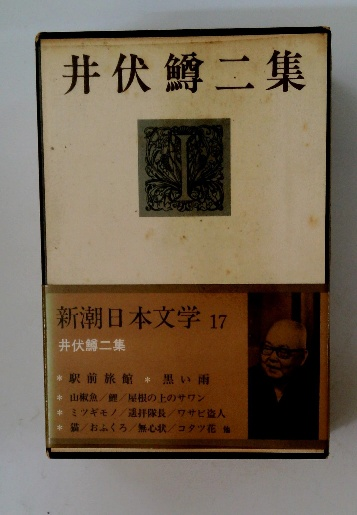 井伏鱒二集
I
新潮日本文学 17
井伏鱒二集
* 駅前旅館 * 黒い雨
* 山椒魚/鯉/屋根の上のサワン
* ミツギモノ/遥拝隊長/ワサビ盗人
* 猫/おふくろ/無心状/コタツ花 他